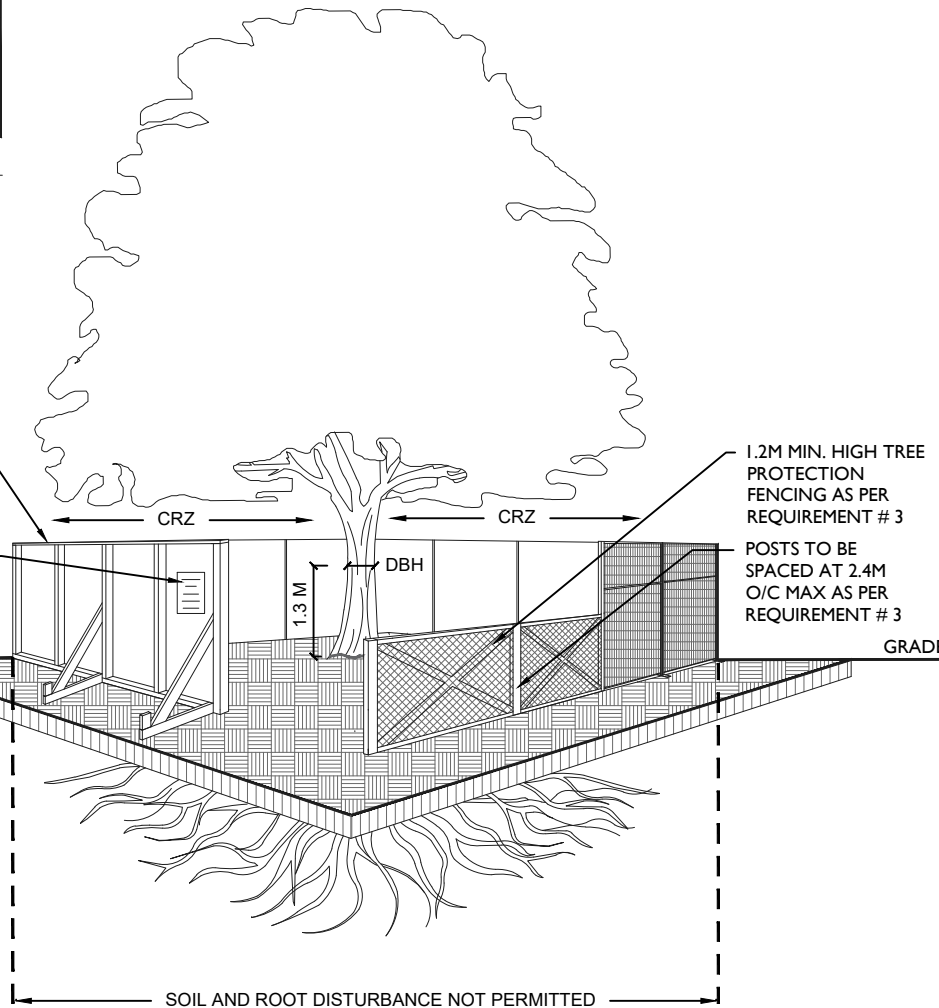 1.2M MIN. HIGH TREE
PROTECTION
FENCING AS PER
REQUIREMENT # 3
CRZ
CRZ
POSTS TO BE
SPACED AT 2.4M
O/C MAX AS PER
REQUIREMENT # 3
DBH
1.3 M
GRADE
SOIL AND ROOT DISTURBANCE NOT PERMITTED